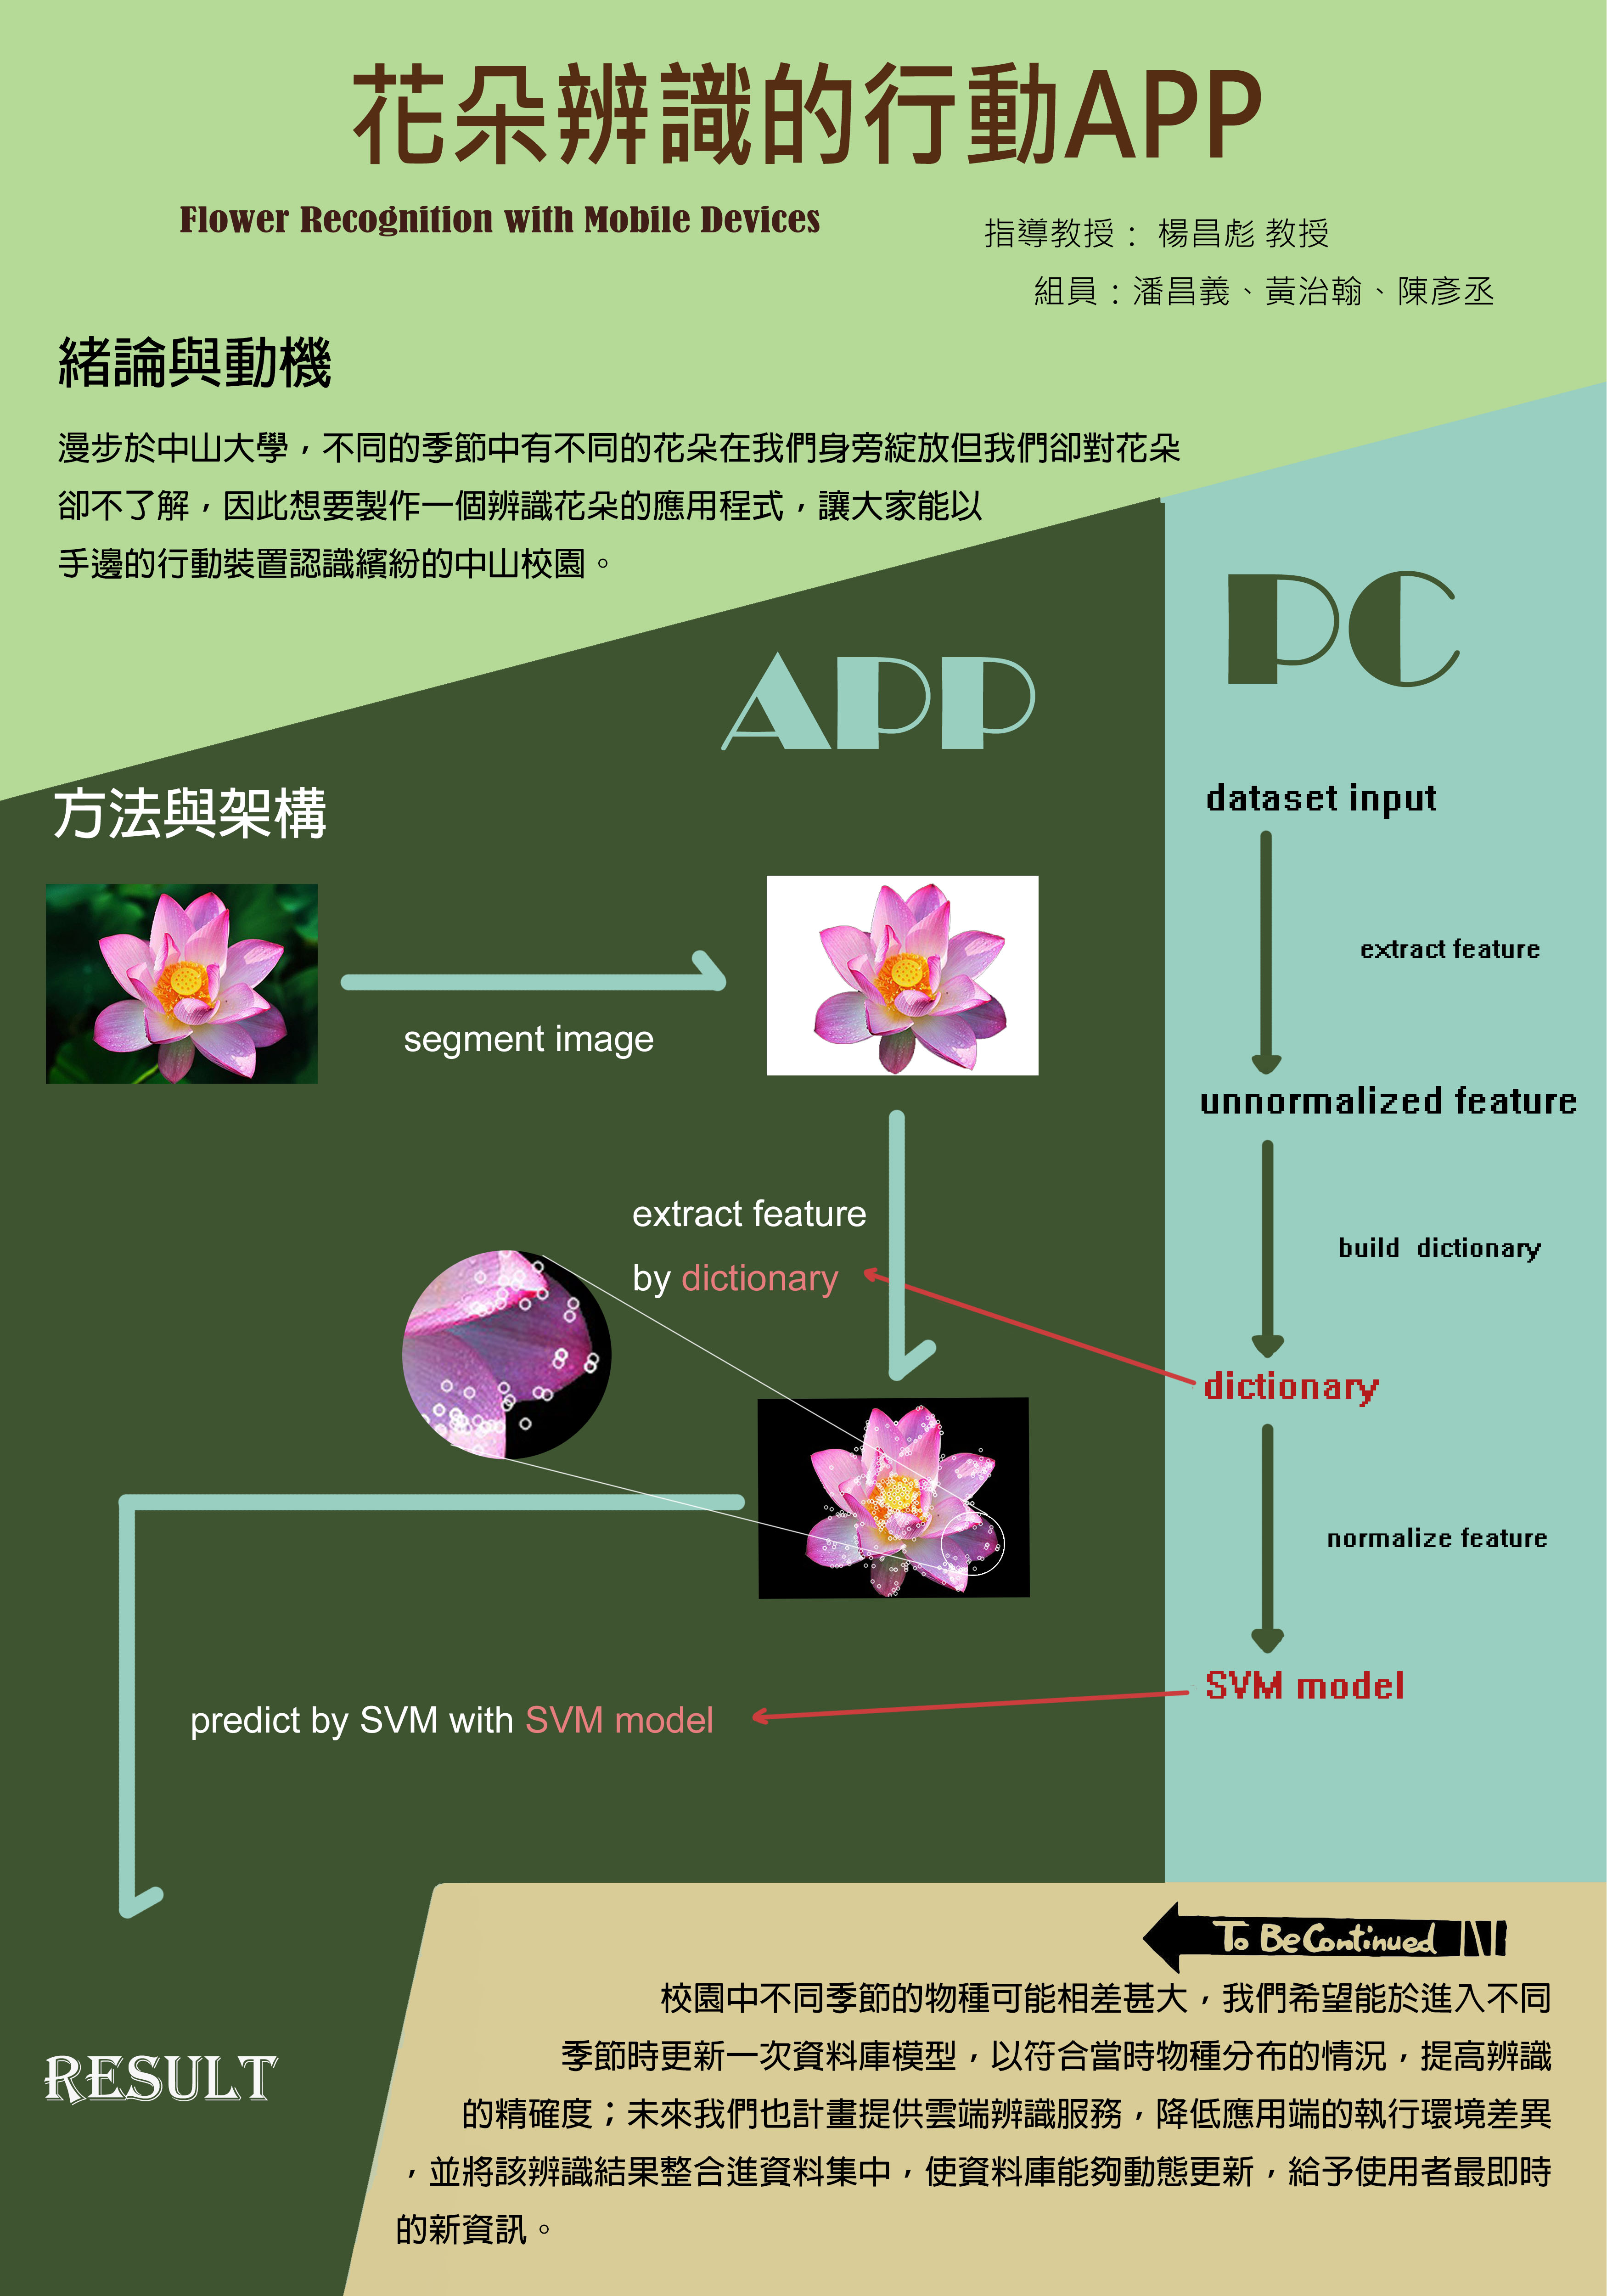 花朵辨識的行動APP
Flower Recognition with Mobile Devices
指導教授： 楊昌彪 教授
組員：潘昌義、黃治翰、陳彥丞
緒論與動機
漫步於中山大學，不同的季節中有不同的花朵在我們身旁綻放但我們卻對花朵
卻不了解，因此想要製作一個辨識花朵的應用程式，讓大家能以
手邊的行動裝置認識繽紛的中山校園。
APP
方法與架構
segment image
extract feature
by dictionary
predict by SVM with SVM model
RESULT
PC
dataset input
extract feature
unnormalized feature
build dictionary
dictionary
normalize feature
SVM model
To Be Continued
校園中不同季節的物種可能相差甚大，我們希望能於進入不同
季節時更新一次資料庫模型，以符合當時物種分布的情況，提高辨識
的精確度；未來我們也計畫提供雲端辨識服務，降低應用端的執行環境差異
，並將該辨識結果整合進資料集中，使資料庫能夠動態更新，給予使用者最即時
的新資訊。